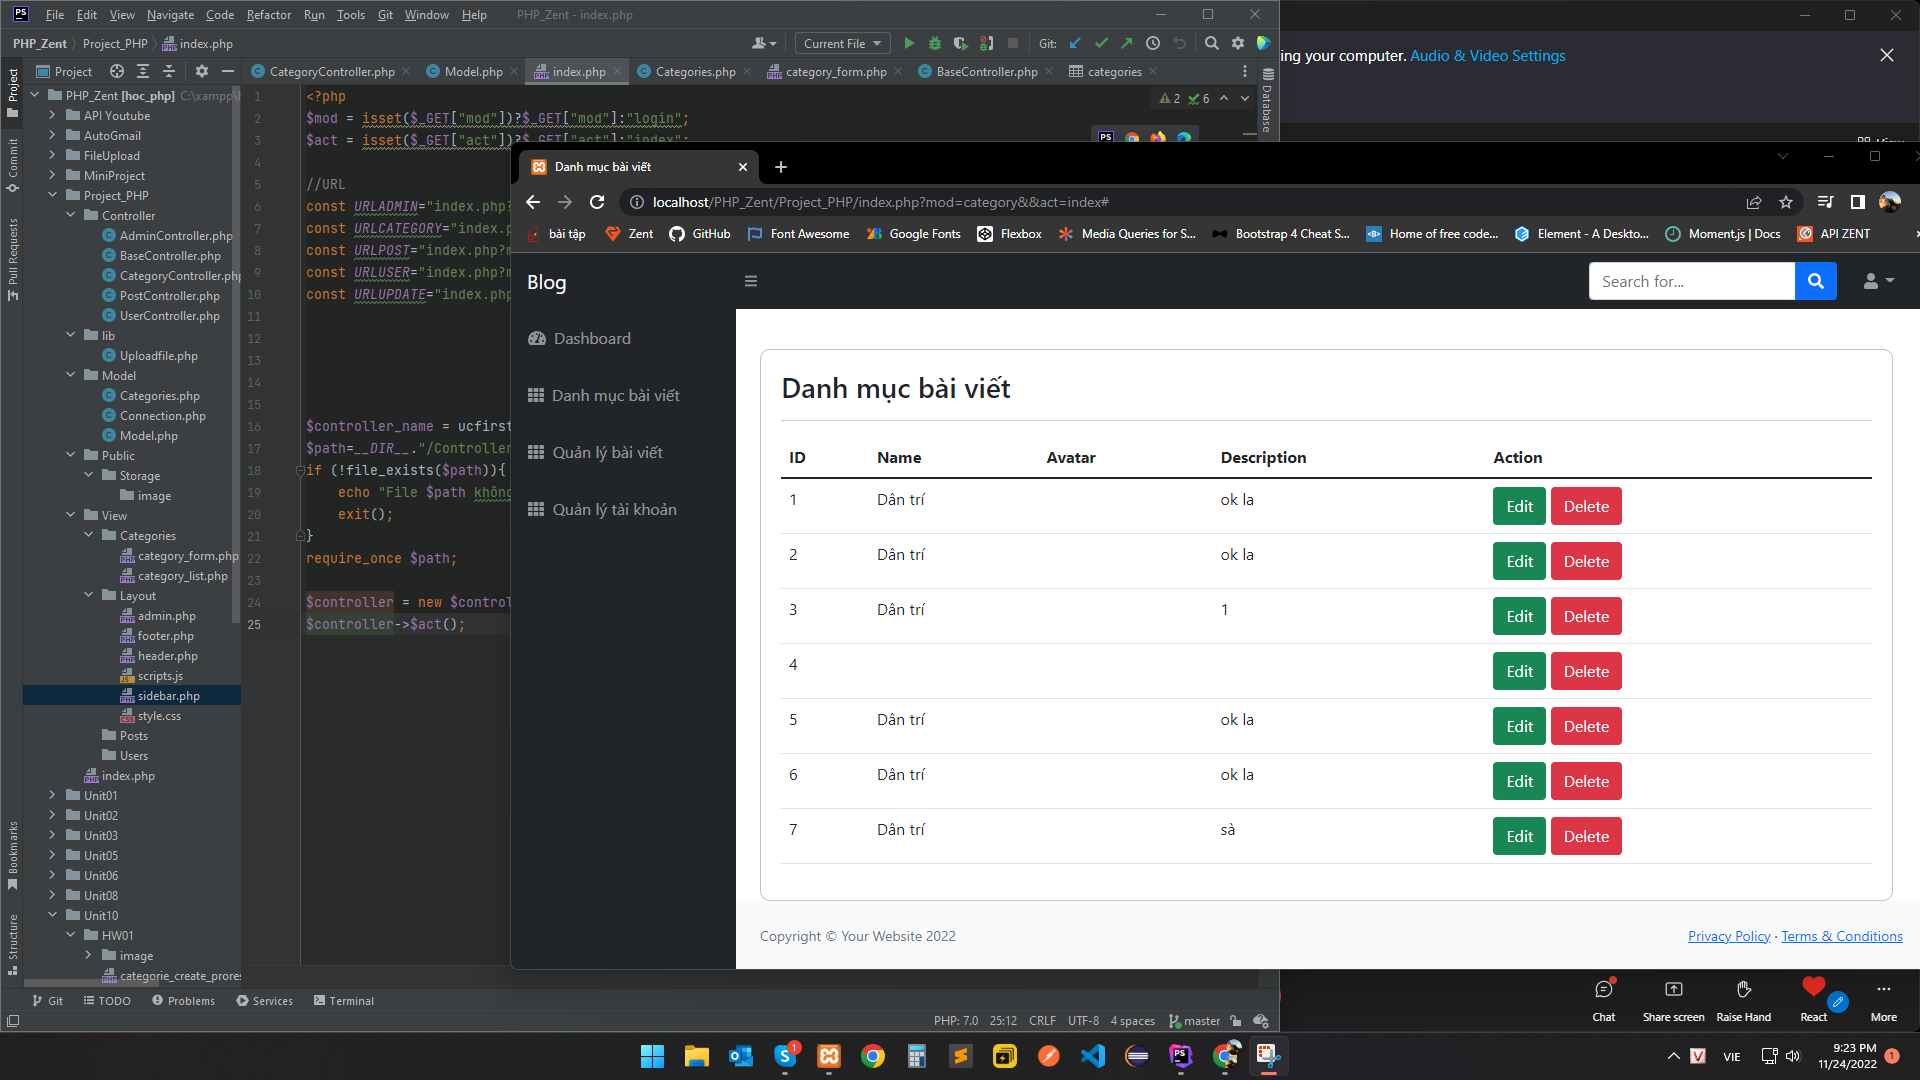 File Edit View Navigate Code Refactor Run Tools Git Window Help PHP_Zent - index.php
PHP_Zent Project_PHP index.php Current File Git:
Project CategoryController.php Model.php index.php Categories.php category_form.php BaseController.php categories
ing your computer. Audio & Video Settings
Project
Commit
Pull Requests
Bookmarks
Structure
Database
PHP_Zent [hoc_php] C:\xampp\
API Youtube
AutoGmail
FileUpload
MiniProject
Project_PHP
Controller
AdminController.php
BaseController.php
CategoryController.php
PostController.php
UserController.php
lib
Uploadfile.php
Model
Categories.php
Connection.php
Model.php
Public
Storage
image
View
Categories
category_form.php
category_list.php
Layout
admin.php
footer.php
header.php
scripts.js
sidebar.php
style.css
Posts
Users
index.php
Unit01
Unit02
Unit03
Unit05
Unit06
Unit08
Unit10
HW01
image
categorie_create_prores
2 6
1 <?php
2 $mod = isset($_GET["mod"])?$_GET["mod"]:"login";
3 $act = isset($_GET["act"])?$_GET["act"]:"index";
4
5 //URL
6 const URLADMIN="index.php?
7 const URLCATEGORY="index.p
8 const URLPOST="index.php?m
9 const URLUSER="index.php?m
10 const URLUPDATE="index.php
11
12
13
14
15
16 $controller_name = ucfirst
17 $path=__DIR__."/Controller
18 if (!file_exists($path)){
19 echo "File $path khôn
20 exit();
21 }
22 require_once $path;
23
24 $controller = new $control
25 $controller->$act();
Danh mục bài viết
localhost/PHP_Zent/Project_PHP/index.php?mod=category&&act=index#
bài tập Zent GitHub Font Awesome Google Fonts Flexbox Media Queries for S... Bootstrap 4 Cheat S... Home of free code... Element - A Deskto... Moment.js | Docs API ZENT
Blog Search for...
Dashboard
Danh mục bài viết
Quản lý bài viết
Quản lý tài khoản
Danh mục bài viết
ID Name Avatar Description Action
1 Dân trí ok la Edit Delete
2 Dân trí ok la Edit Delete
3 Dân trí 1 Edit Delete
4 Edit Delete
5 Dân trí ok la Edit Delete
6 Dân trí ok la Edit Delete
7 Dân trí sà Edit Delete
Copyright © Your Website 2022 Privacy Policy · Terms & Conditions
Git TODO Problems Services Terminal
PHP: 7.0 25:12 CRLF UTF-8 4 spaces master
Chat Share screen Raise Hand React More
VIE 9:23 PM
11/24/2022 1